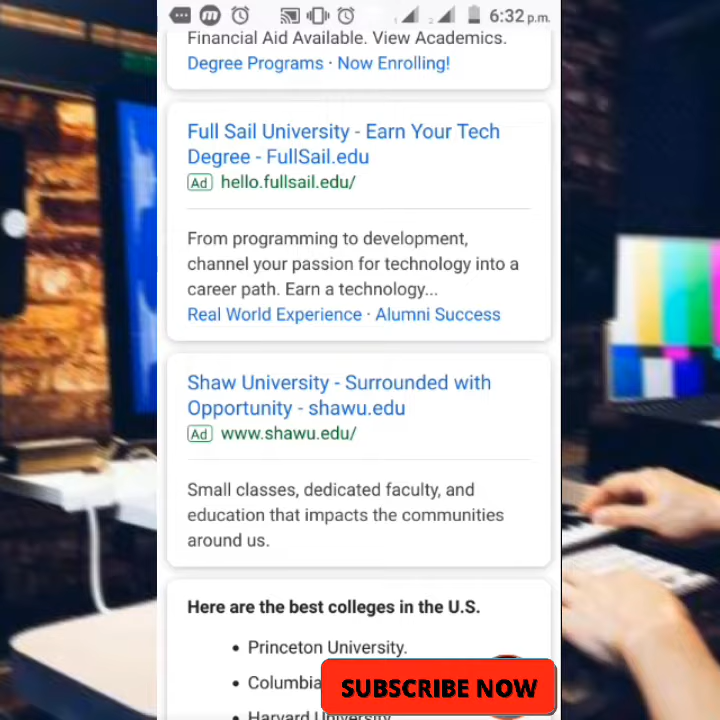 6:32 p.m.
Financial Aid Available. View Academics.
Degree Programs · Now Enrolling!
Full Sail University - Earn Your Tech
Degree - FullSail.edu
Ad hello.fullsail.edu/
From programming to development,
channel your passion for technology into a
career path. Earn a technology...
Real World Experience · Alumni Success
Shaw University - Surrounded with
Opportunity - shawu.edu
Ad www.shawu.edu/
Small classes, dedicated faculty, and
education that impacts the communities
around us.
Here are the best colleges in the U.S.
• Princeton University.
• Columbia
SUBSCRIBE NOW
• Harvard University